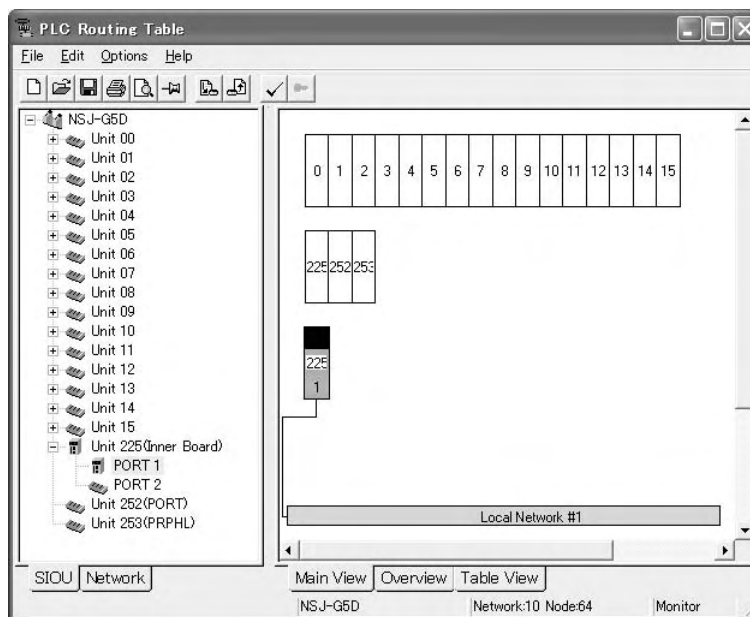 PLC Routing Table
File Edit Options Help
NSJ-G5D
Unit 00
Unit 01
Unit 02
Unit 03
Unit 04
Unit 05
Unit 06
Unit 07
Unit 08
Unit 09
Unit 10
Unit 11
Unit 12
Unit 13
Unit 14
Unit 15
Unit 225(Inner Board)
PORT 1
PORT 2
Unit 252(PORT)
Unit 253(PRPHL)
SIOU Network
0 1 2 3 4 5 6 7 8 9 10 11 12 13 14 15
225 252 253
225
1
Local Network #1
Main View Overview Table View
NSJ-G5D Network:10 Node:64 Monitor